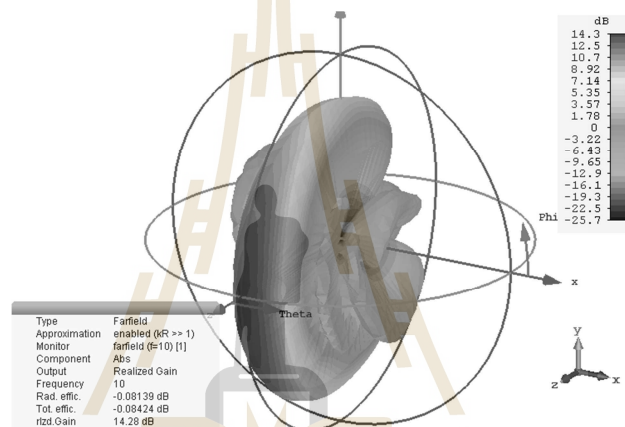 dB
14.3
12.5
10.7
8.92
7.14
5.35
3.57
1.78
0
-3.22
-6.43
-9.65
-12.9
-16.1
-19.3
-22.5
-25.7
Phi
x
Theta
y
z x
Type Farfield
Approximation enabled (kR >> 1)
Monitor farfield (f=10) [1]
Component Abs
Output Realized Gain
Frequency 10
Rad. effic. -0.08139 dB
Tot. effic. -0.08424 dB
rlzd.Gain 14.28 dB